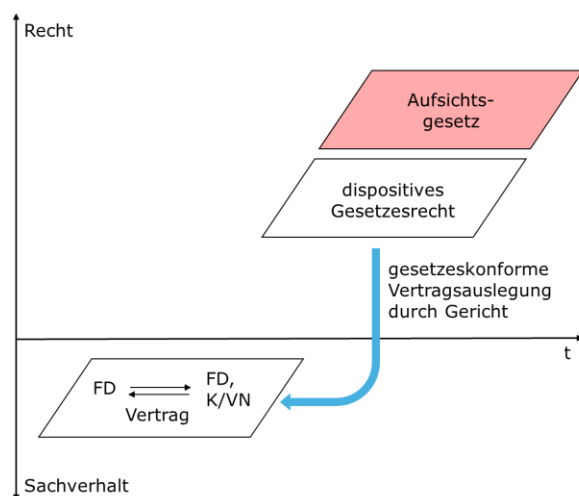 Recht
Aufsichts-
gesetz
dispositives
Gesetzesrecht
gesetzeskonforme
Vertragsauslegung
durch Gericht
t
FD
FD,
K/VN
Vertrag
Sachverhalt